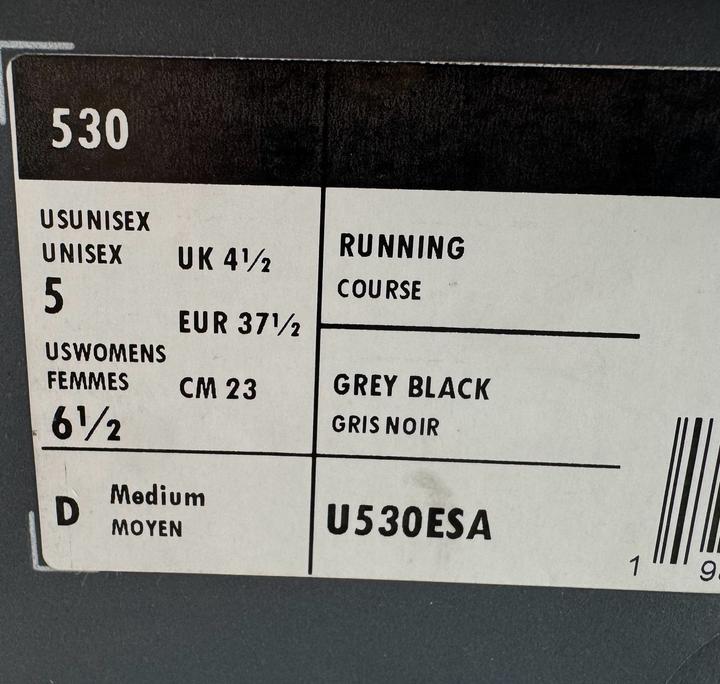 530
USUNISEX
UNISEX
5
USWOMENS
FEMMES
6½
UK 4½
EUR 37½
CM 23
RUNNING
COURSE
GREY BLACK
GRIS NOIR
D
Medium
MOYEN
U530ESA
1 9